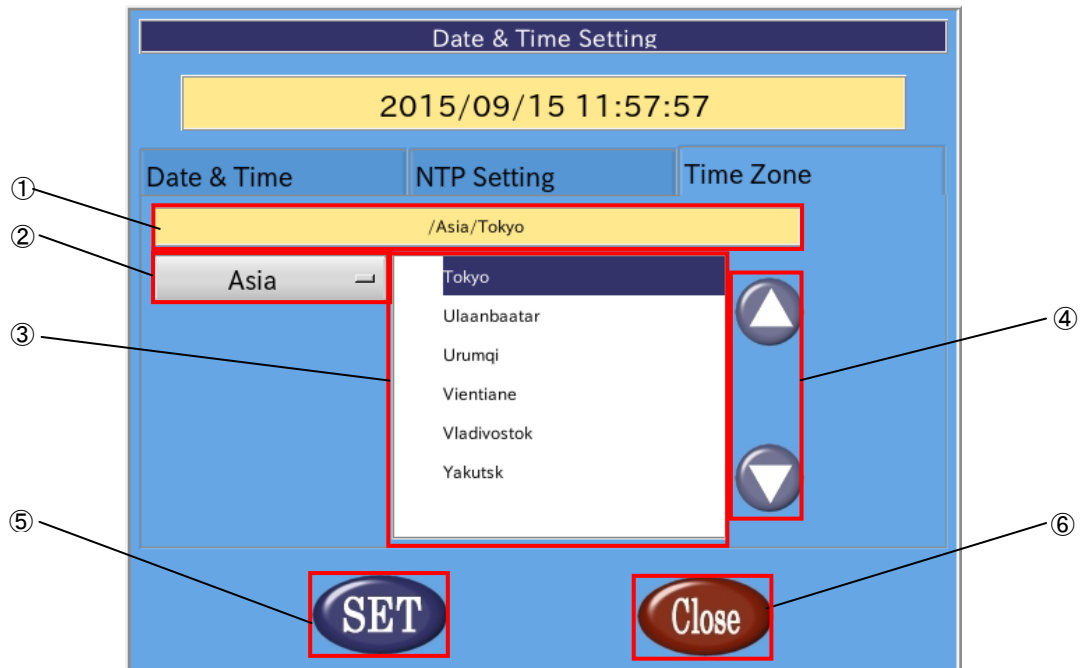 Date & Time Setting
2015/09/15 11:57:57
Date & Time NTP Setting Time Zone
①
/Asia/Tokyo
②
Asia
Tokyo
Ulaanbaatar
④
③
Urumqi
Vientiane
Vladivostok
Yakutsk
⑤
⑥
SET
Close